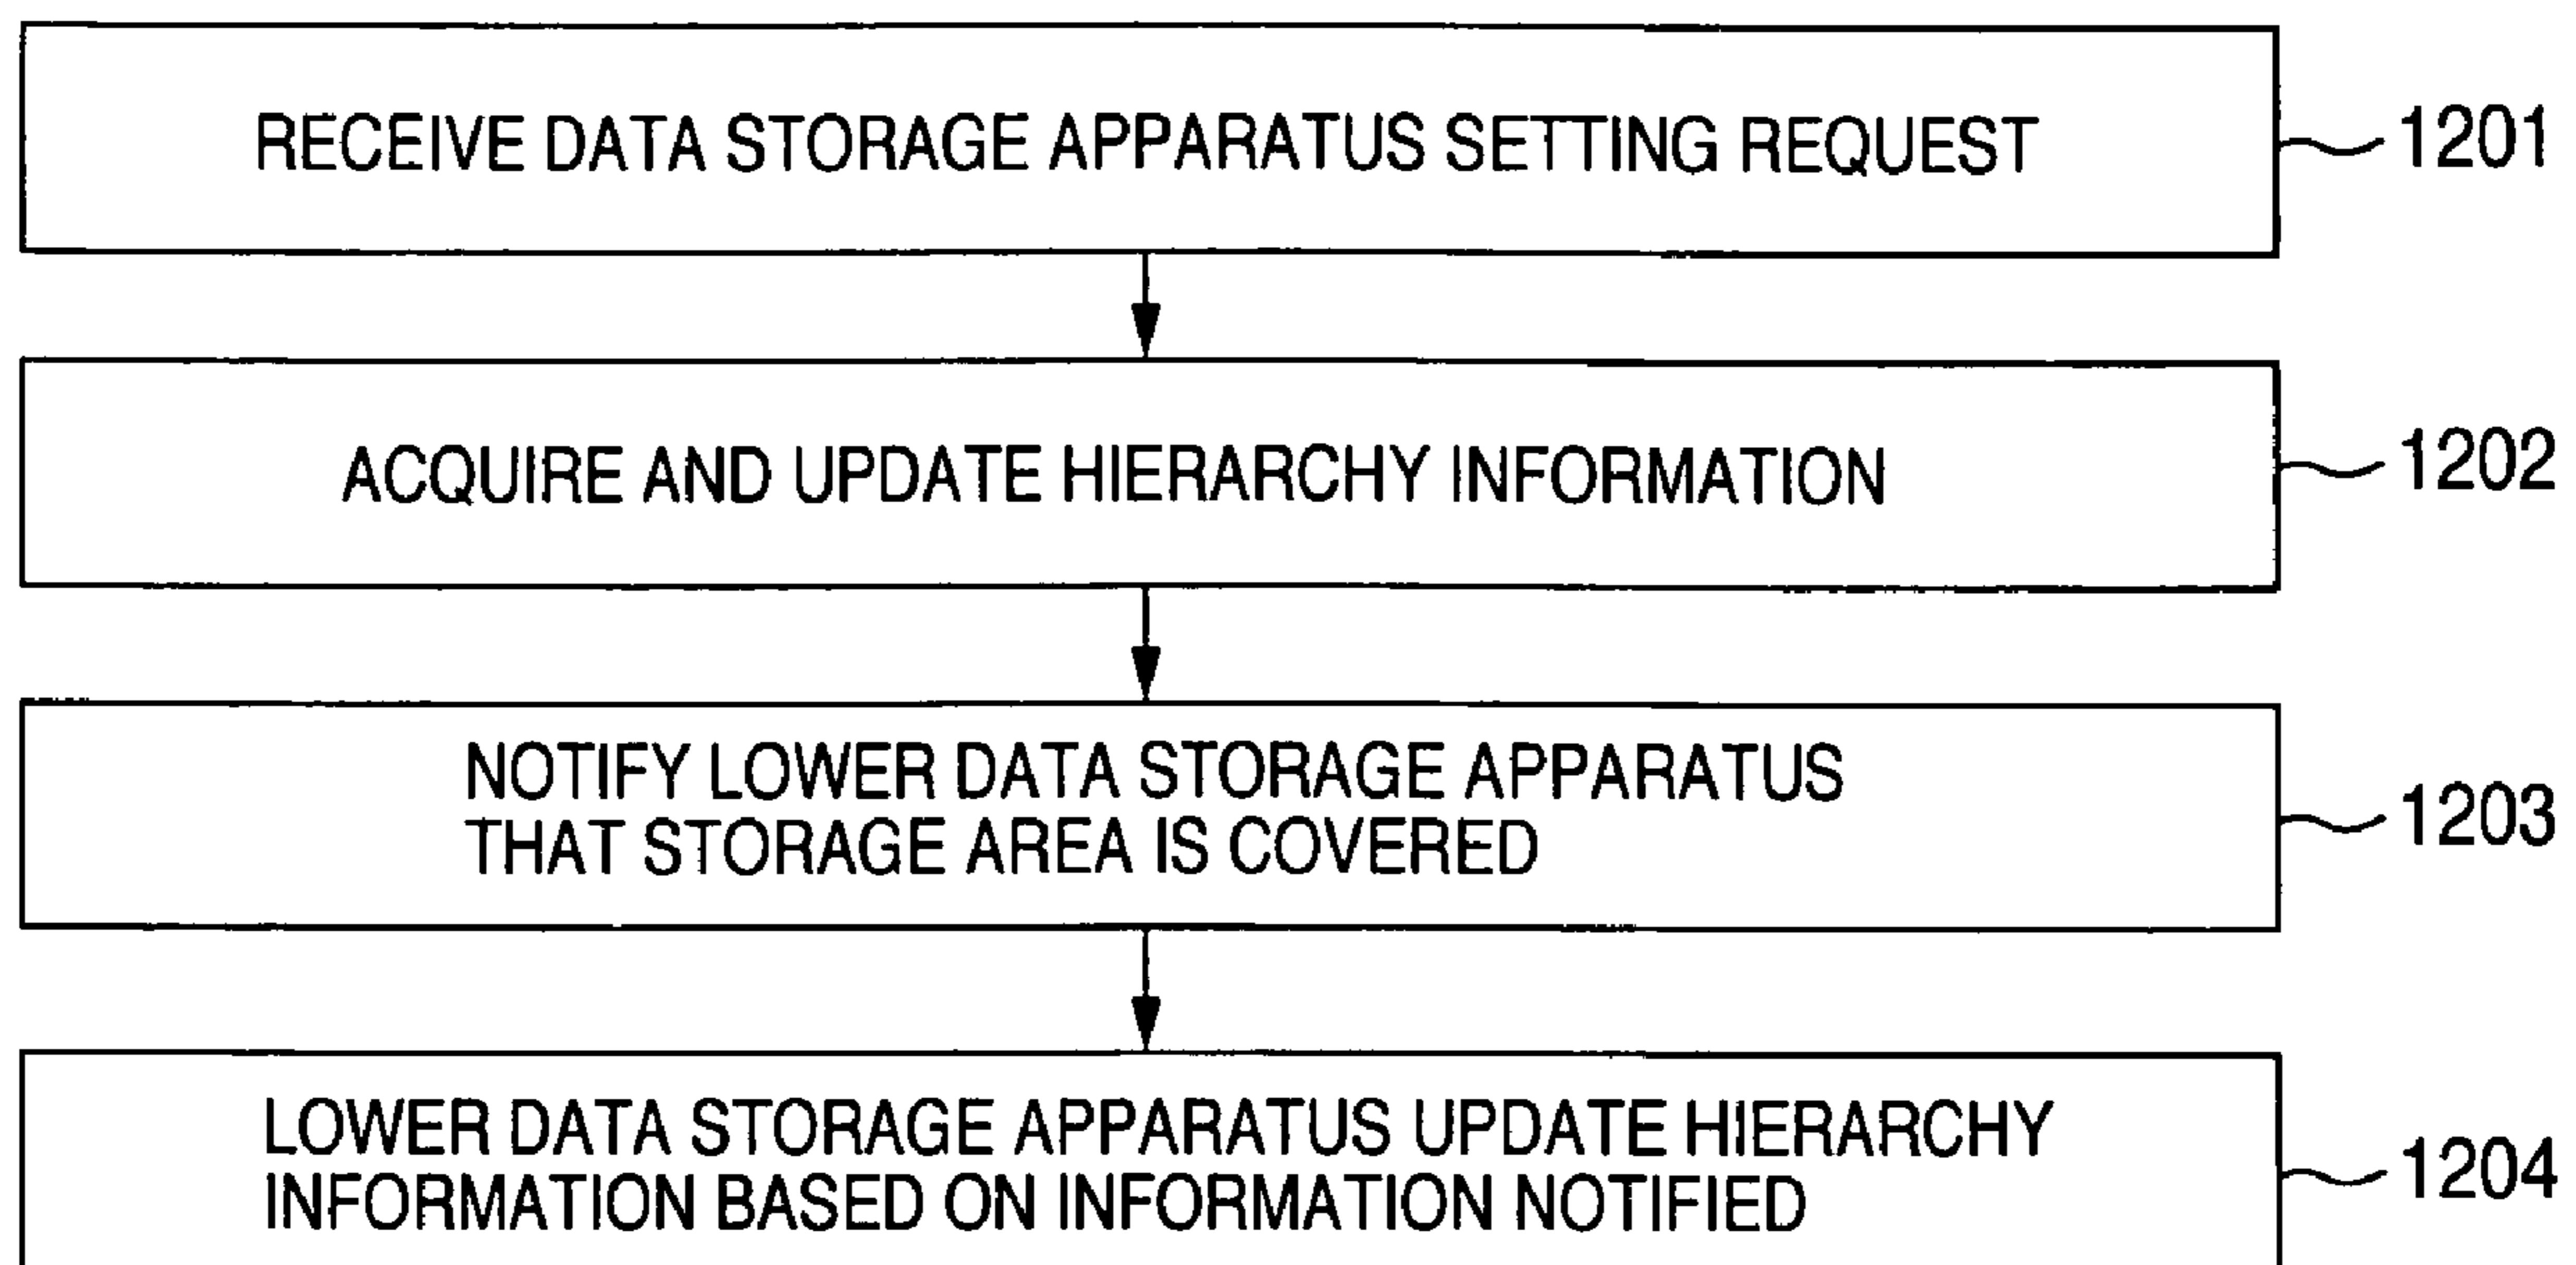 RECEIVE DATA STORAGE APPARATUS SETTING REQUEST
1201
ACQUIRE AND UPDATE HIERARCHY INFORMATION
1202
NOTIFY LOWER DATA STORAGE APPARATUS
THAT STORAGE AREA IS COVERED
1203
LOWER DATA STORAGE APPARATUS UPDATE HIERARCHY
INFORMATION BASED ON INFORMATION NOTIFIED
1204